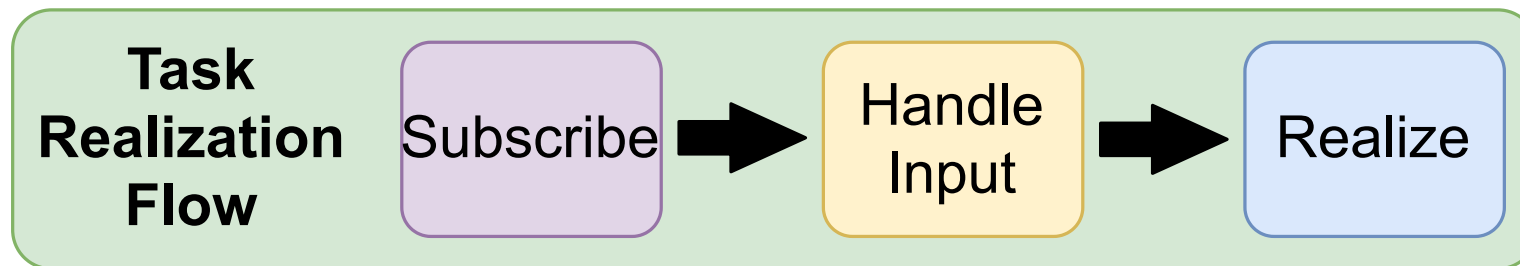 Task
Realization
Flow
Subscribe
Handle
Input
Realize